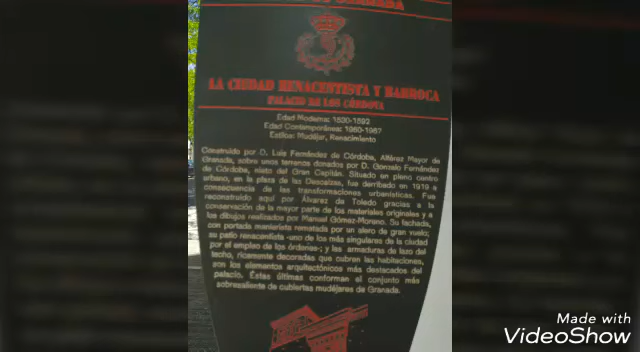 GRANADA
LA CIUDAD RENACENTISTA Y BARROCA
PALACIO DE LOS CÓRDOVA
Edad Moderna: 1530-1592
Edad Contemporánea: 1960-1967
Estilos: Mudéjar, Renacimiento
Construido por D. Luis Fernández de Córdoba, Alférez Mayor de
Granada, sobre unos terrenos donados por D. Gonzalo Fernández
de Córdoba, nieto del Gran Capitán. Situado en pleno centro
urbano, en la plaza de las Descalzas, fue derribado en 1919 a
consecuencia de las transformaciones urbanísticas. Fue
reconstruido aquí por Álvarez de Toledo gracias a la
conservación de la mayor parte de los materiales originales y a
los dibujos realizados por Manuel Gómez-Moreno. Su fachada,
con portada manierista rematada por un alero de gran vuelo;
su patio renacentista -uno de los más singulares de la ciudad
por el empleo de los órdenes-; y las armaduras de lazo del
techo, ricamente decoradas que cubren las habitaciones,
son los elementos arquitectónicos más destacados del
palacio. Éstas últimas conforman el conjunto más
sobresaliente de cubiertas mudéjares de Granada.
Made with
VideoShow